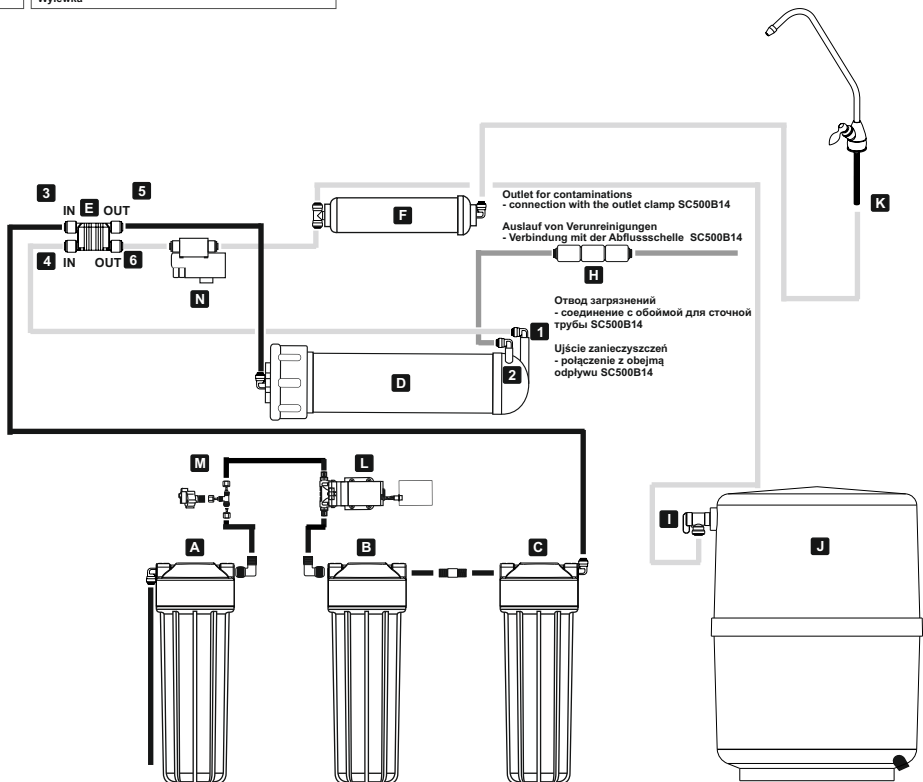 Wylewka
K
3
5
IN E OUT
F
Outlet for contaminations
- connection with the outlet clamp SC500B14
Auslauf von Verunreinigungen
- Verbindung mit der Abflussschelle SC500B14
4 IN OUT 6
H
N
Отвод загрязнений
- соединение с обоймой для сточной
трубы SC500B14
1
Ujście zanieczyszczeń
- połączenie z obejmą
odpływu SC500B14
2
D
M
L
I
J
A
B
C